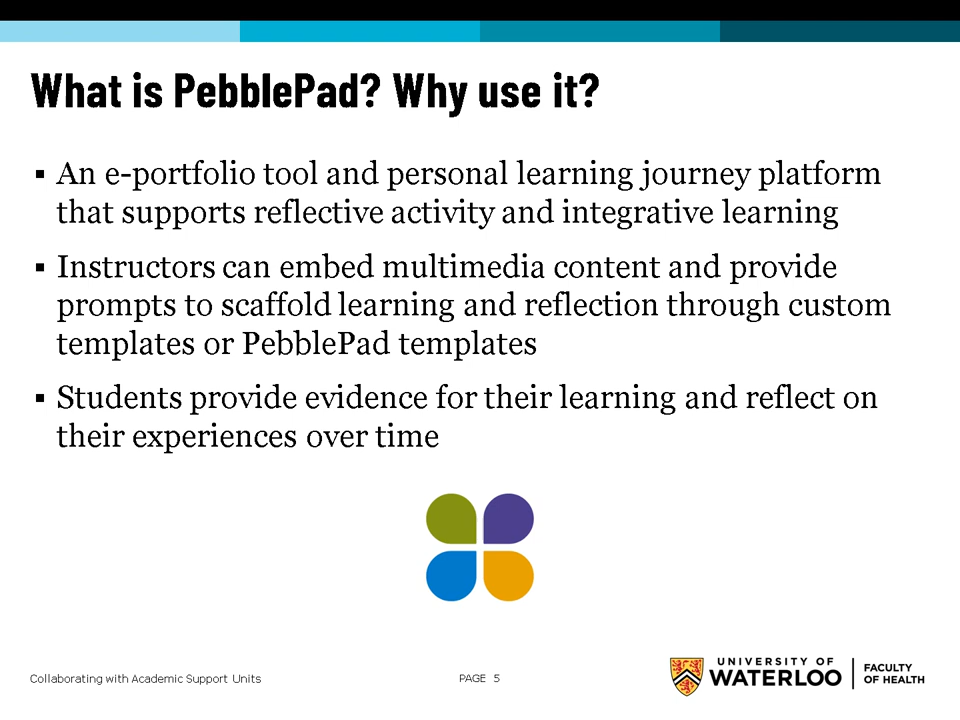 What is PebblePad? Why use it?
▪ An e-portfolio tool and personal learning journey platform
that supports reflective activity and integrative learning
▪ Instructors can embed multimedia content and provide
prompts to scaffold learning and reflection through custom
templates or PebblePad templates
▪ Students provide evidence for their learning and reflect on
their experiences over time
Collaborating with Academic Support Units
PAGE 5
UNIVERSITY OF
WATERLOO
FACULTY
OF HEALTH